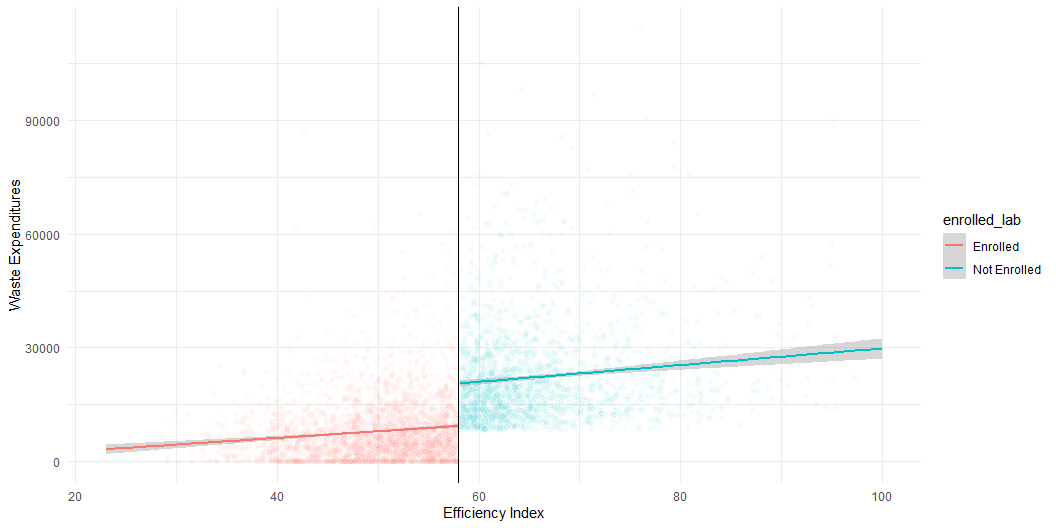 Waste Expenditures
90000
60000
30000
0
20
40
60
80
100
Efficiency Index
enrolled_lab
Enrolled
Not Enrolled